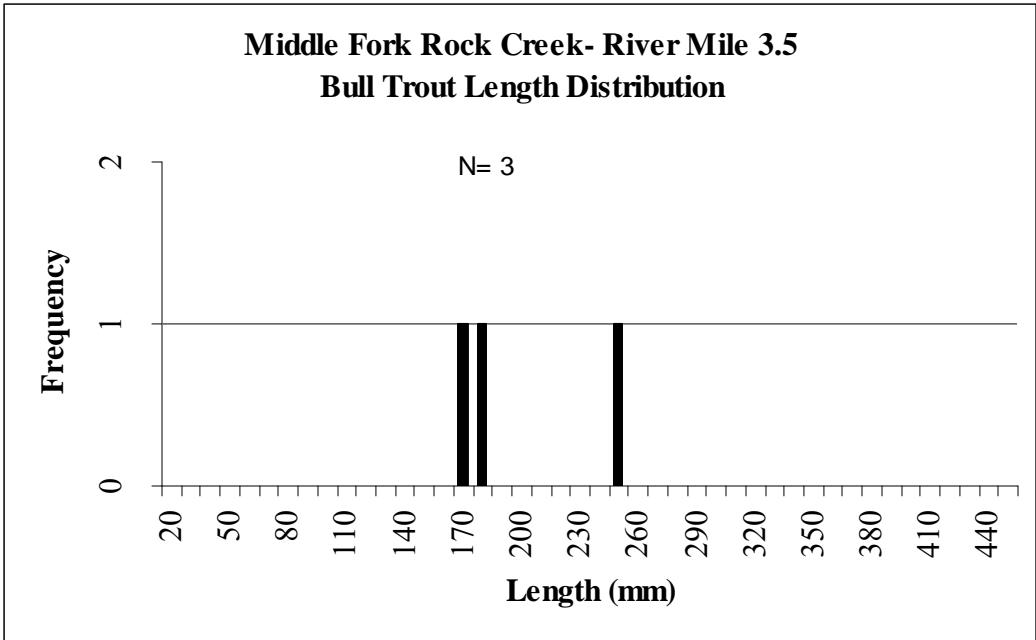 Middle Fork Rock Creek- River Mile 3.5
Bull Trout Length Distribution
N= 3
2
1
0
Frequency
20 50 80 110 140 170 200 230 260 290 320 350 380 410 440
Length (mm)